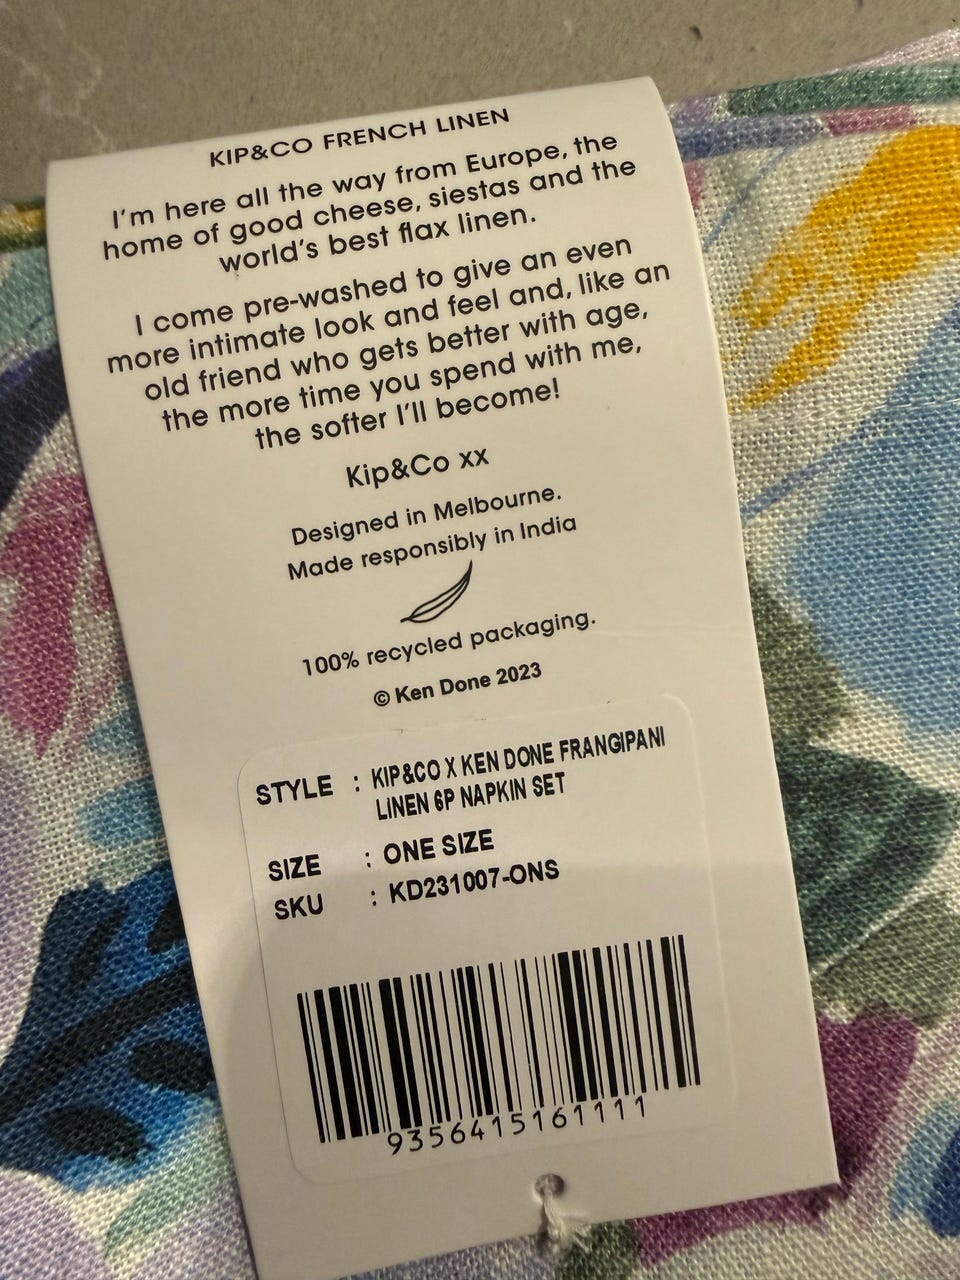 KIP&CO FRENCH LINEN
I'm here all the way from Europe, the
home of good cheese, siestas and the
world's best flax linen.
I come pre-washed to give an even
more intimate look and feel and, like an
old friend who gets better with age,
the more time you spend with me,
the softer I'll become!
Kip&Co xx
Designed in Melbourne.
Made responsibly in India
100% recycled packaging.
© Ken Done 2023
STYLE : KIP&CO X KEN DONE FRANGIPANI
LINEN 6P NAPKIN SET
SIZE : ONE SIZE
SKU : KD231007-ONS
9356415161111